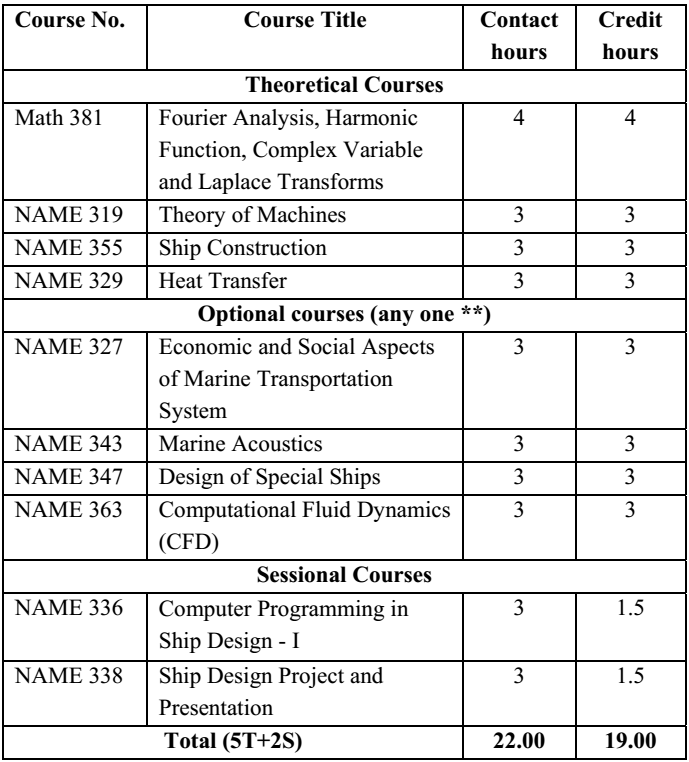 Course No. Course Title Contact hours Credit hours
Theoretical Courses
Math 381 Fourier Analysis, Harmonic 4 4
Function, Complex Variable
and Laplace Transforms
NAME 319 Theory of Machines 3 3
NAME 355 Ship Construction 3 3
NAME 329 Heat Transfer 3 3
Optional courses (any one **)
NAME 327 Economic and Social Aspects 3 3
of Marine Transportation
System
NAME 343 Marine Acoustics 3 3
NAME 347 Design of Special Ships 3 3
NAME 363 Computational Fluid Dynamics 3 3
(CFD)
Sessional Courses
NAME 336 Computer Programming in 3 1.5
Ship Design - I
NAME 338 Ship Design Project and 3 1.5
Presentation
Total (5T+2S) 22.00 19.00